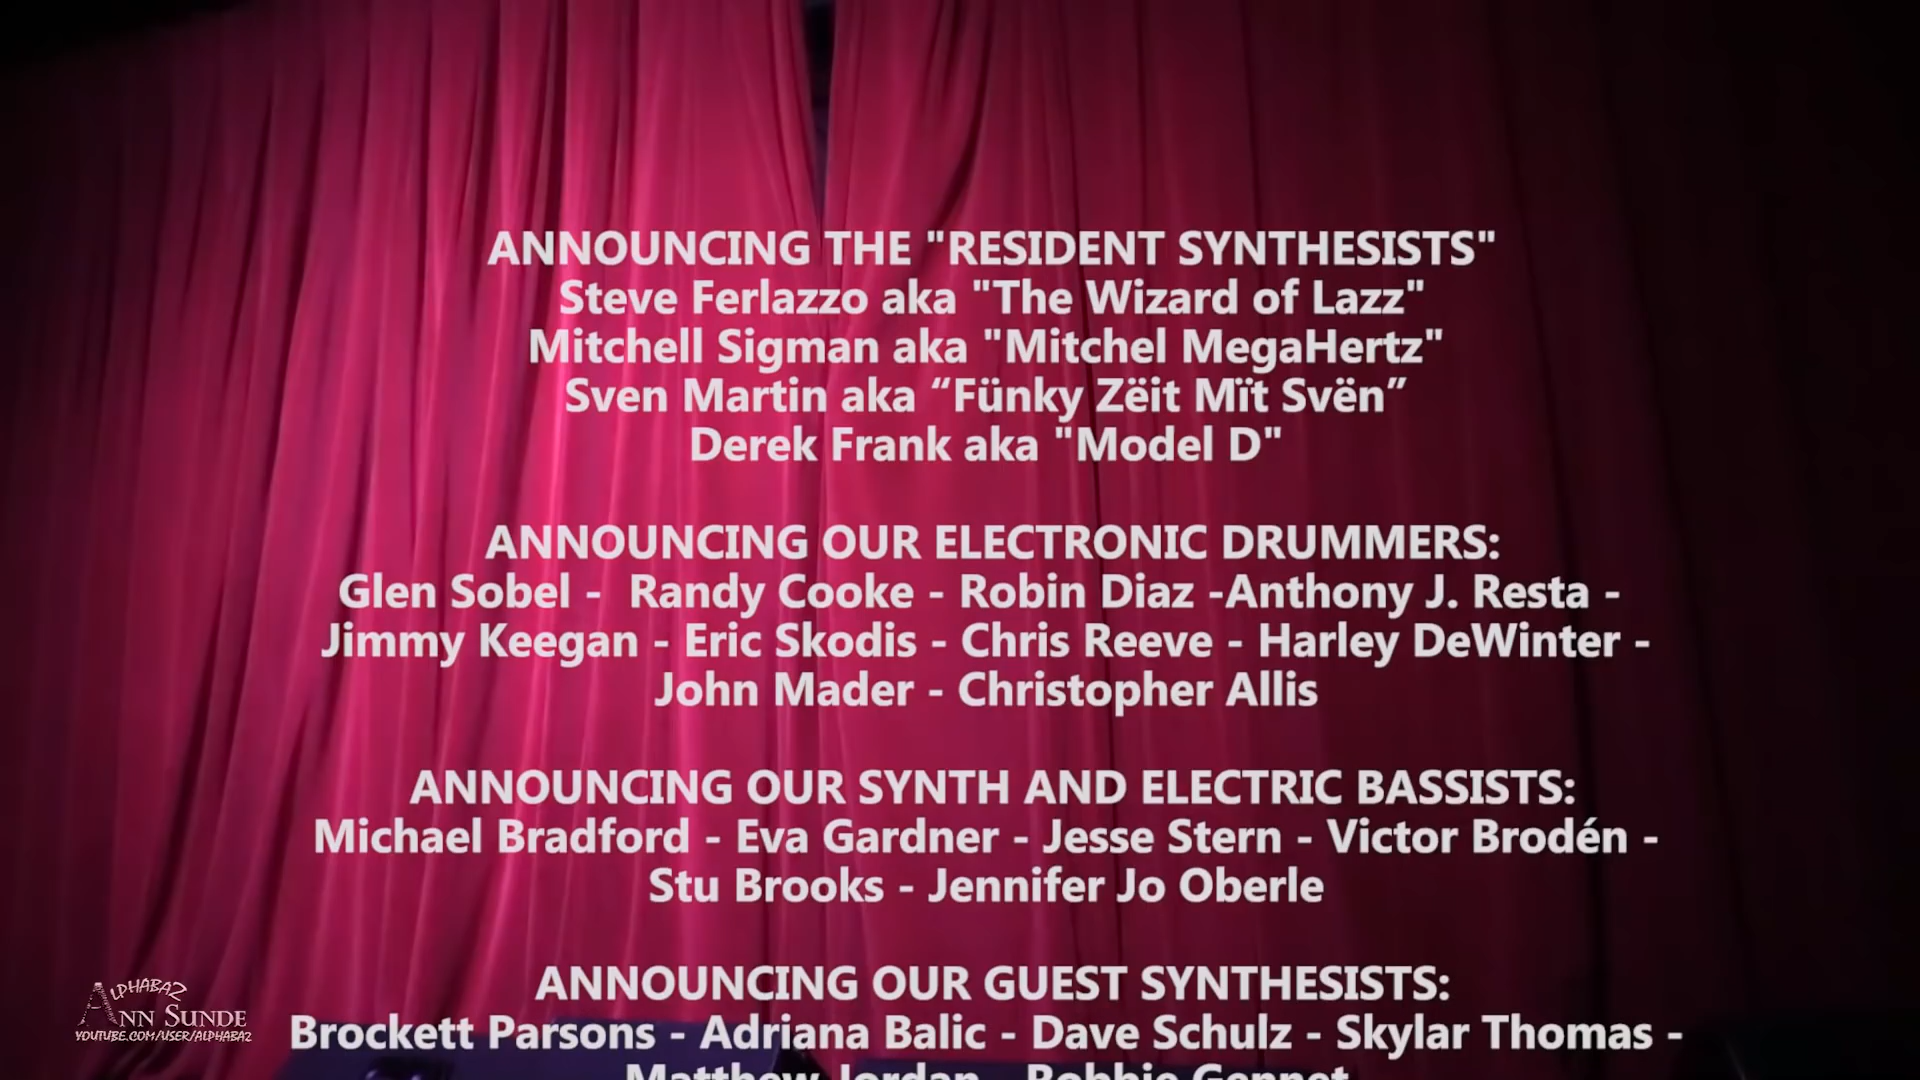 ANNOUNCING THE "RESIDENT SYNTHESISTS"
Steve Ferlazzo aka "The Wizard of Lazz"
Mitchell Sigman aka "Mitchel MegaHertz"
Sven Martin aka “Fünky Zëit Mït Svën”
Derek Frank aka "Model D"
ANNOUNCING OUR ELECTRONIC DRUMMERS:
Glen Sobel -  Randy Cooke - Robin Diaz -Anthony J. Resta -
Jimmy Keegan - Eric Skodis - Chris Reeve - Harley DeWinter -
John Mader - Christopher Allis
ANNOUNCING OUR SYNTH AND ELECTRIC BASSISTS:
Michael Bradford - Eva Gardner - Jesse Stern - Victor Brodén -
Stu Brooks - Jennifer Jo Oberle
ANNOUNCING OUR GUEST SYNTHESISTS:
Brockett Parsons - Adriana Balic - Dave Schulz - Skylar Thomas -
Matthew Jordan - Robbie Gennet
ALPHABAZ
ANN SUNDE
YOUTUBE.COM/USER/ALPHABAZ